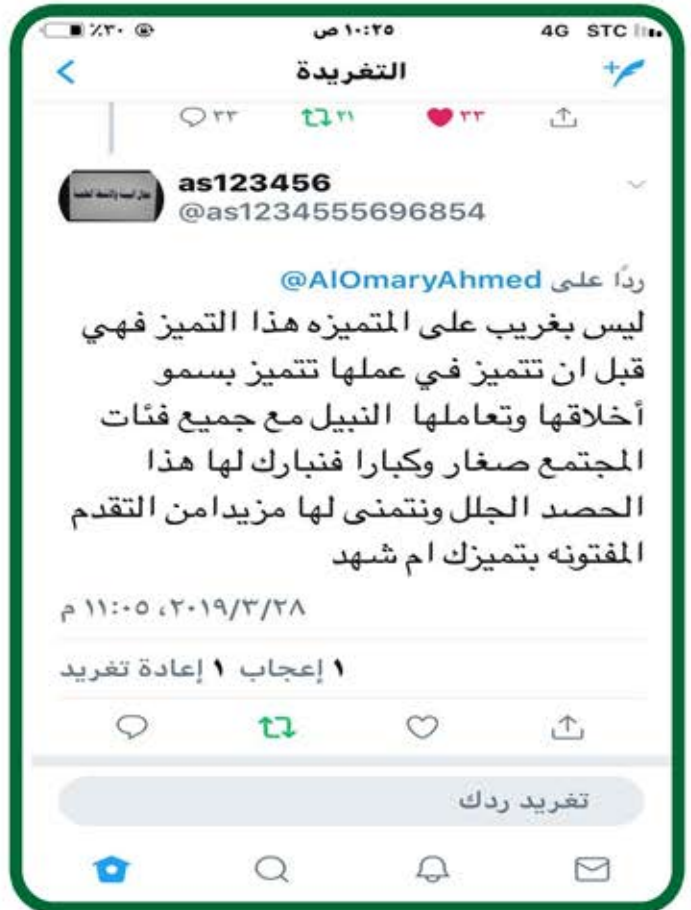 ٪٣٠ ١٠:٢٥ ص 4G STC
التغريدة
٣٣ ٢١ ٣٣
as123456
@as1234555696854
ردًا على @AlOmaryAhmed
ليس بغريب على المتميزه هذا التميز فهي
قبل ان تتميز في عملها تتميز بسمو
أخلاقها وتعاملها النبيل مع جميع فئات
المجتمع صغار وكبارا فنبارك لها هذا
الحصد الجلل ونتمنى لها مزيدامن التقدم
المفتونه بتميزك ام شهد
٢٠١٩/٣/٢٨، ١١:٠٥ م
١ إعجاب ١ إعادة تغريد
تغريد ردك